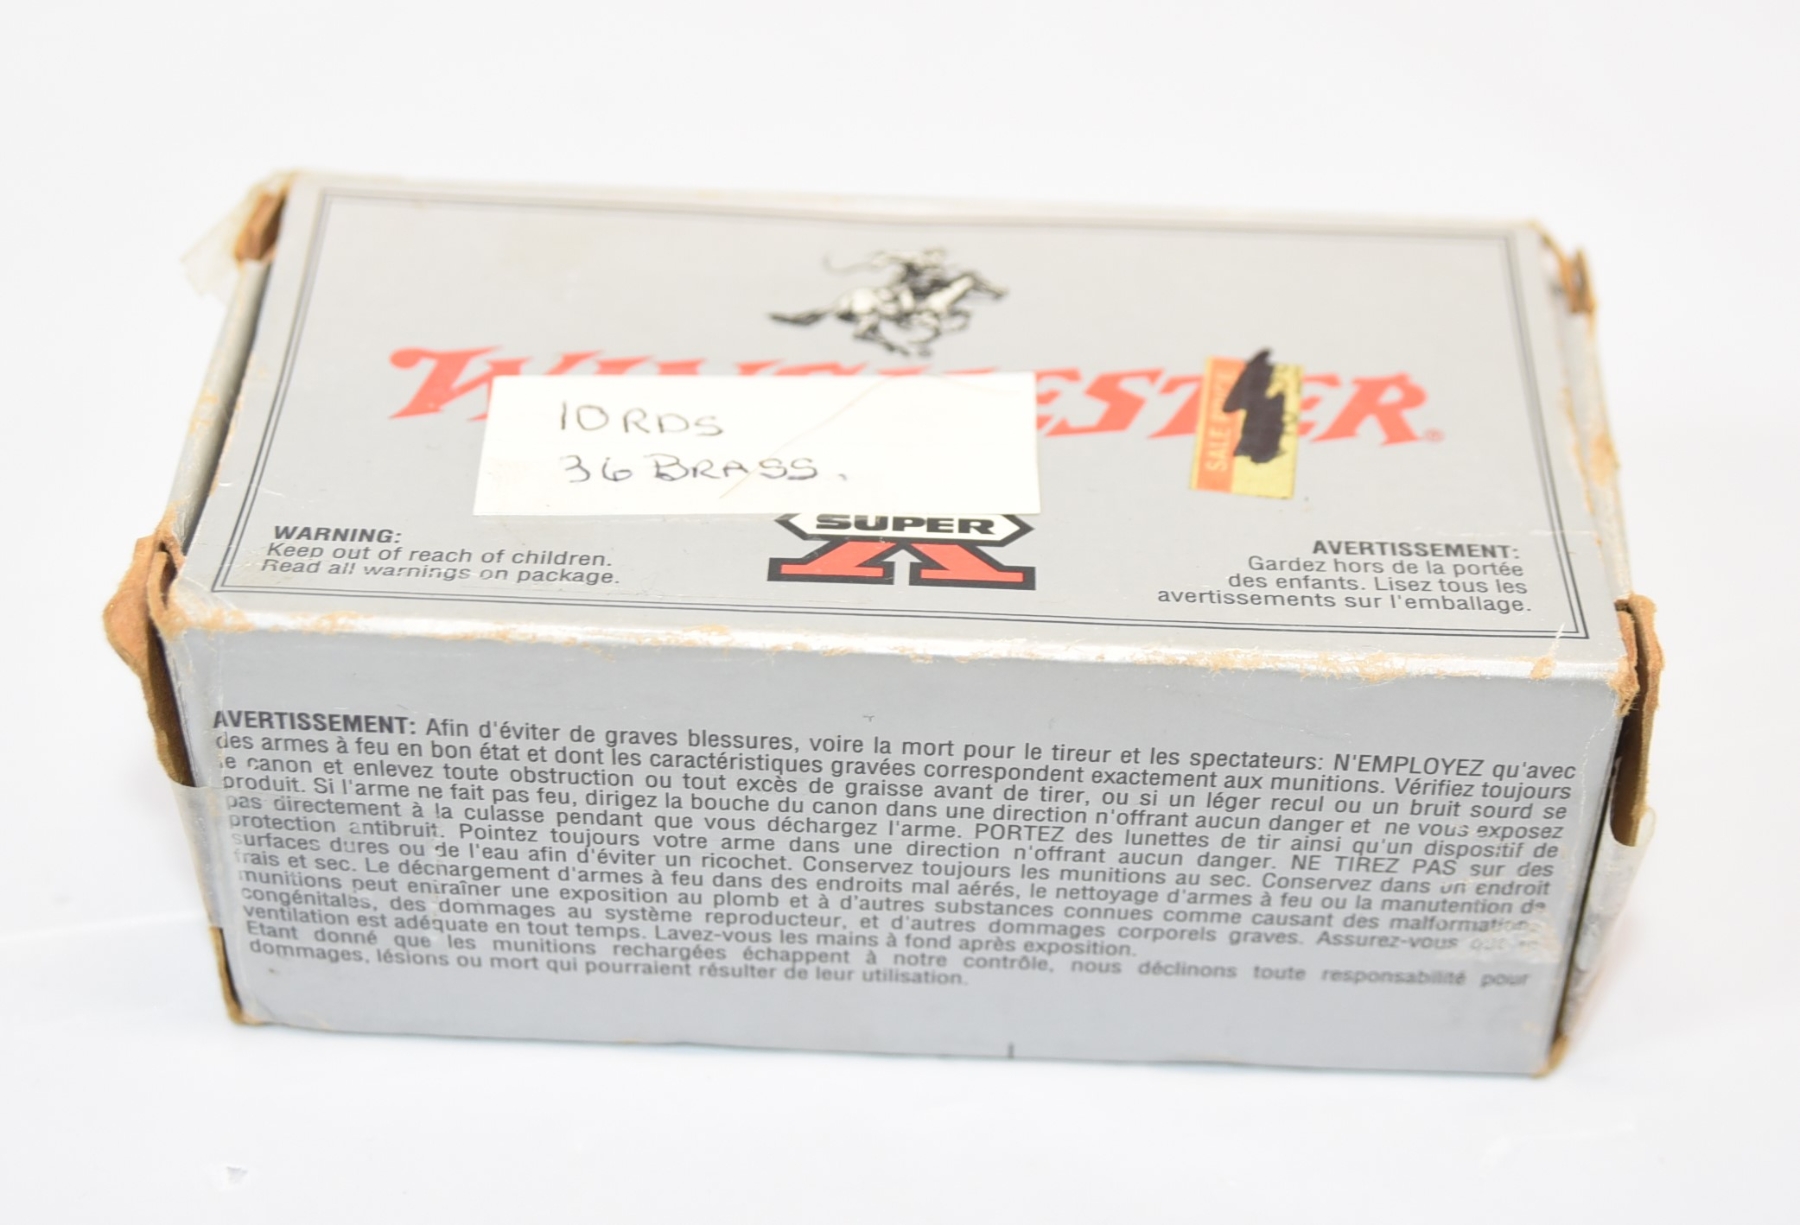 WINCHESTER®
SALE
10 RDS
36 BRASS.
SUPER
X
WARNING:
Keep out of reach of children.
Read all warnings on package.
AVERTISSEMENT:
Gardez hors de la portée
des enfants. Lisez tous les
avertissements sur l'emballage.
AVERTISSEMENT: Afin d'éviter de graves blessures, voire la mort pour le tireur et les spectateurs: N'EMPLOYEZ qu'avec
des armes à feu en bon état et dont les caractéristiques gravées correspondent exactement aux munitions. Vérifiez toujours
le canon et enlevez toute obstruction ou tout excès de graisse avant de tirer, ou si un léger recul ou un bruit sourd se
produit. Si l'arme ne fait pas feu, dirigez la bouche du canon dans une direction n'offrant aucun danger et ne vous exposez
pas directement à la culasse pendant que vous déchargez l'arme. PORTEZ des lunettes de tir ainsi qu'un dispositif de
protection antibruit. Pointez toujours votre arme dans une direction n'offrant aucun danger. NE TIREZ PAS sur des
surfaces dures ou de l'eau afin d'éviter un ricochet. Conservez toujours les munitions au sec. Conservez dans un endroit
frais et sec. Le déchargement d'armes à feu dans des endroits mal aérés, le nettoyage d'armes à feu ou la manutention de
munitions peut entraîner une exposition au plomb et à d'autres substances connues comme causant des malformations
congénitales, des dommages au système reproducteur, et d'autres dommages corporels graves. Assurez-vous que la
ventilation est adéquate en tout temps. Lavez-vous les mains à fond après exposition.
Etant donné que les munitions rechargées échappent à notre contrôle, nous déclinons toute responsabilité pour
dommages, lésions ou mort qui pourraient résulter de leur utilisation.